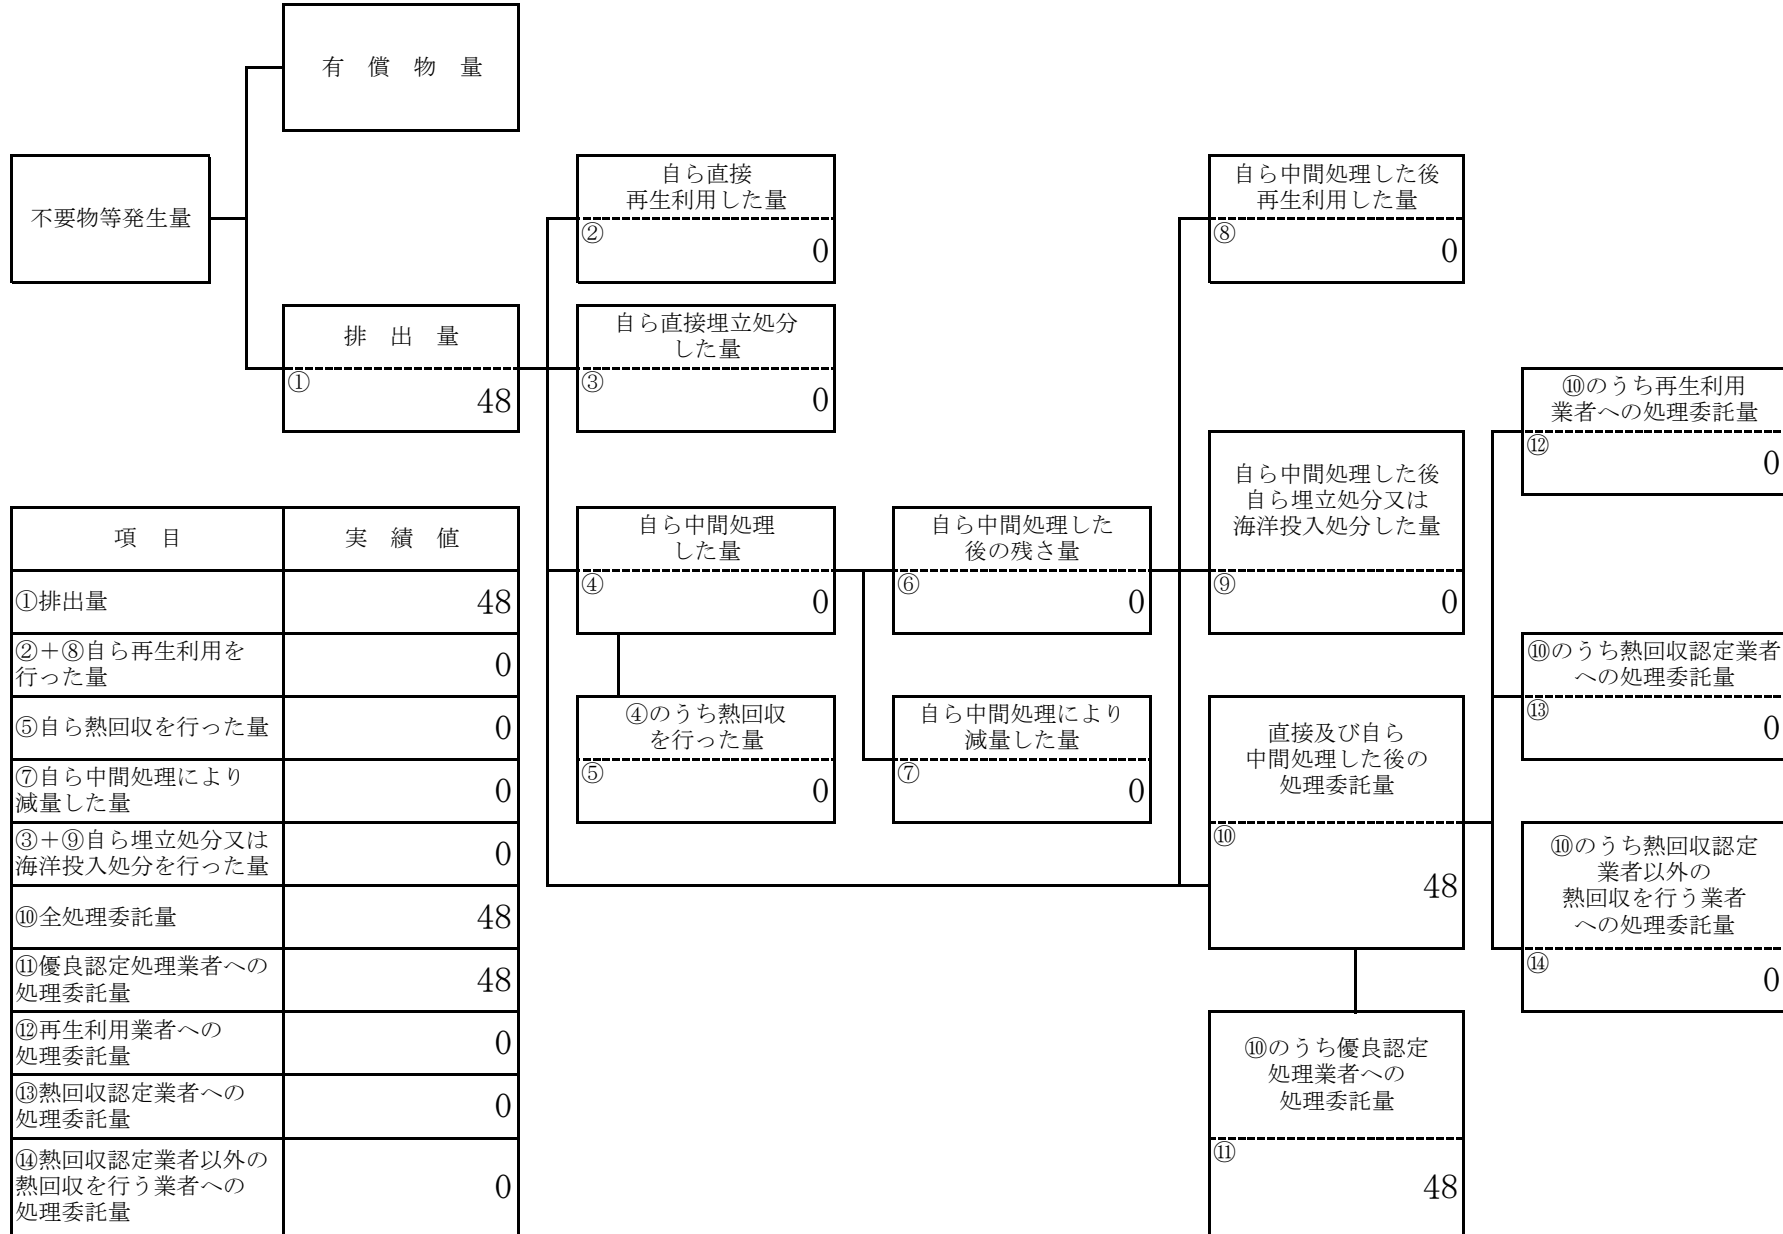 有 償 物 量
不要物等発生量
排 出 量
①
48
自ら直接
再生利用した量
②
0
自ら直接埋立処分
した量
③
0
自ら中間処理
した量
④
0
④のうち熱回収
を行った量
⑤
0
自ら中間処理した
後の残さ量
⑥
0
自ら中間処理により
減量した量
⑦
0
自ら中間処理した後
再生利用した量
⑧
0
自ら中間処理した後
自ら埋立処分又は
海洋投入処分した量
⑨
0
直接及び自ら
中間処理した後の
処理委託量
⑩
48
⑩のうち優良認定
処理業者への
処理委託量
⑪
48
⑩のうち再生利用
業者への処理委託量
⑫
0
⑩のうち熱回収認定業者
への処理委託量
⑬
0
⑩のうち熱回収認定
業者以外の
熱回収を行う業者
への処理委託量
⑭
0
項 目 実 績 値
①排出量 48
②+⑧自ら再生利用を
行った量 0
⑤自ら熱回収を行った量 0
⑦自ら中間処理により
減量した量 0
③+⑨自ら埋立処分又は
海洋投入処分を行った量 0
⑩全処理委託量 48
⑪優良認定処理業者への
処理委託量 48
⑫再生利用業者への
処理委託量 0
⑬熱回収認定業者への
処理委託量 0
⑭熱回収認定業者以外の
熱回収を行う業者への
処理委託量 0